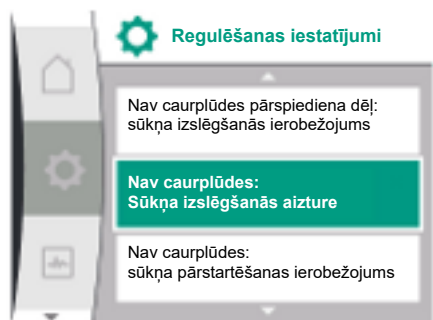 Regulēšanas iestatījumi
Nav caurplūdes pārspiediena dēļ:
sūkņa izslēgšanās ierobežojums
Nav caurplūdes:
Sūkņa izslēgšanās aizture
Nav caurplūdes:
sūkņa pārstartēšanas ierobežojums